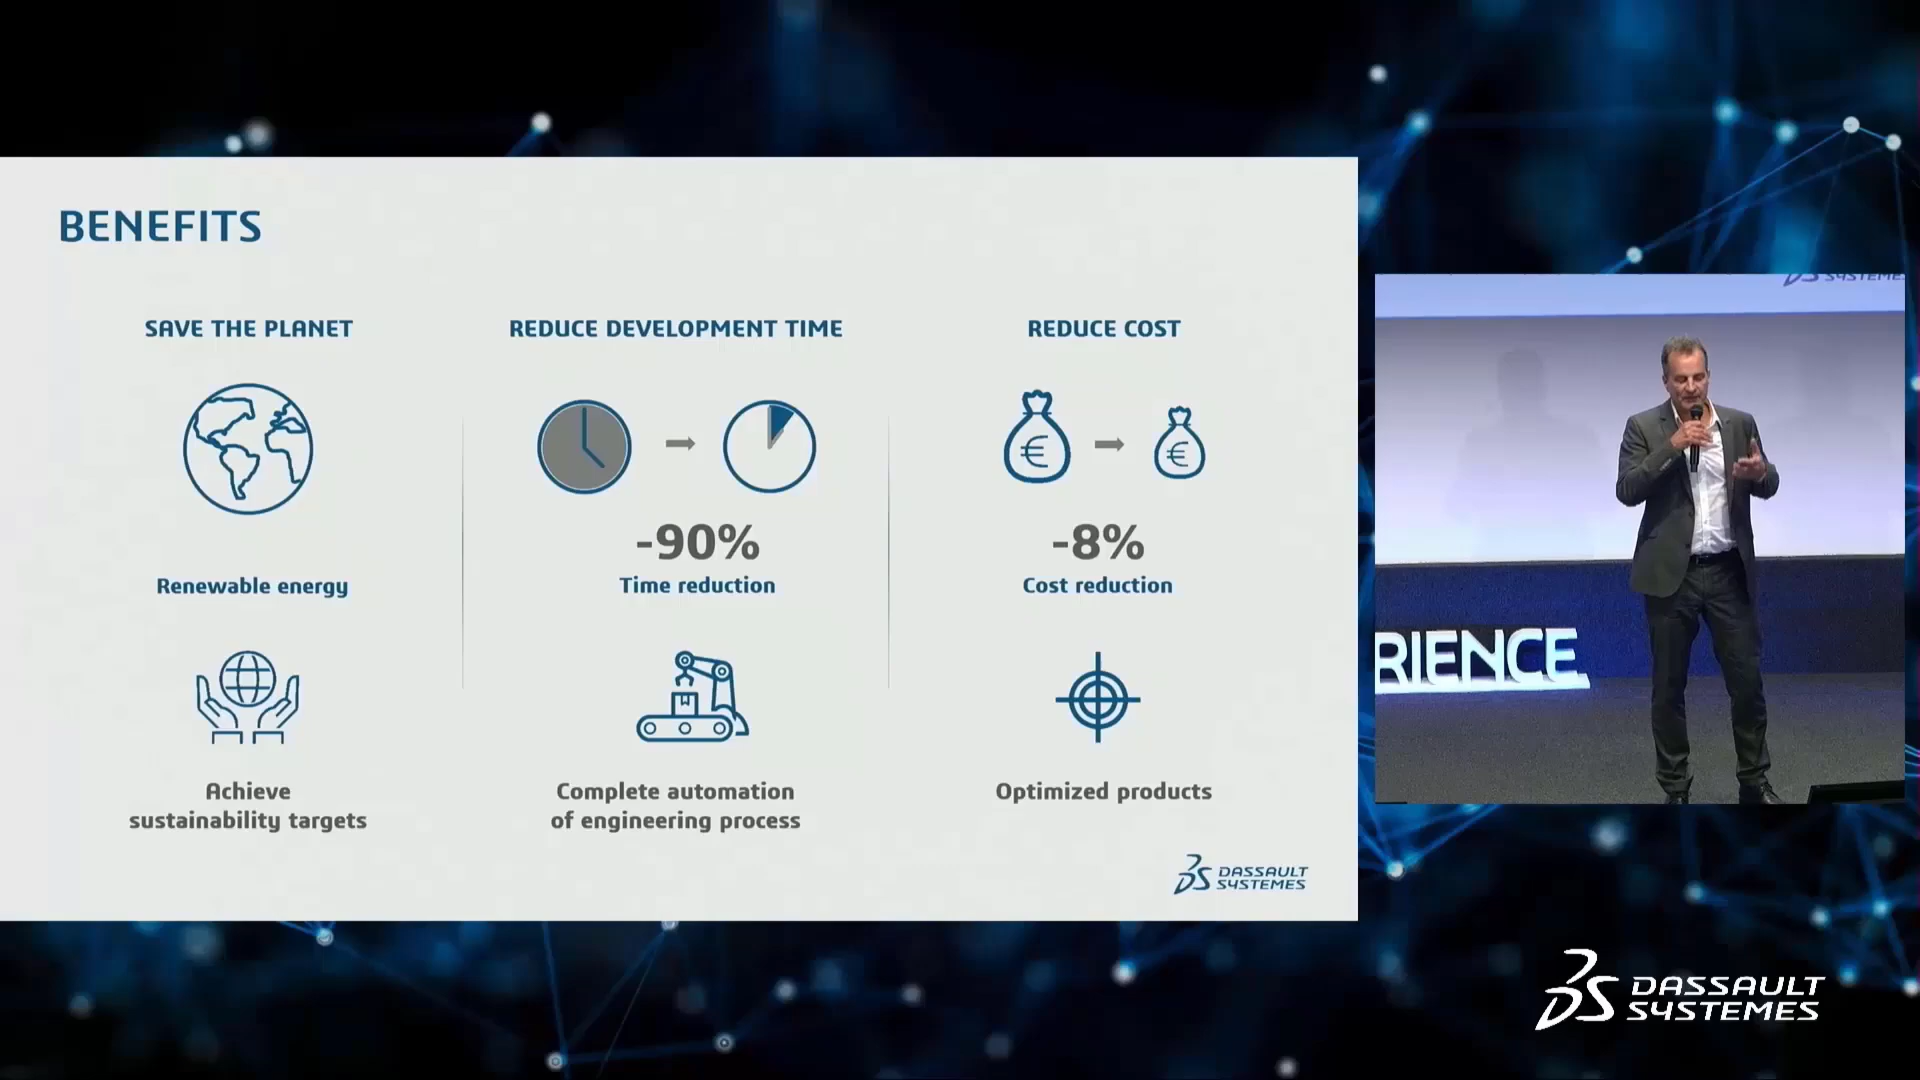 BENEFITS
SAVE THE PLANET
REDUCE DEVELOPMENT TIME
REDUCE COST
€
€
-90%
-8%
Renewable energy
Time reduction
Cost reduction
Achieve
sustainability targets
Complete automation
of engineering process
Optimized products
DASSAULT
SYSTEMES
SYSTEMES
RIENCE
DASSAULT
SYSTEMES